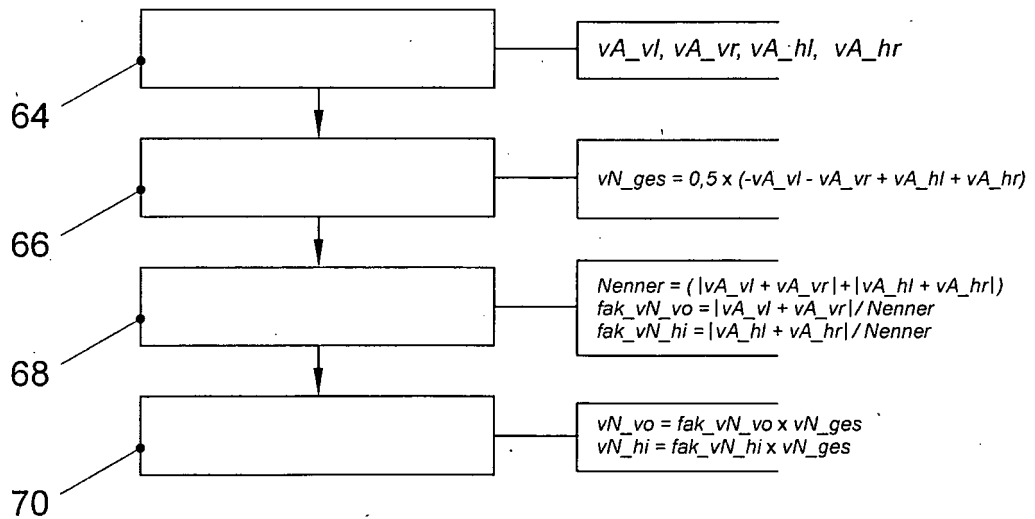 vA_vl, vA_vr, vA_hl, vA_hr
64
vN_ges = 0,5 x (-vA_vl - vA_vr + vA_hl + vA_hr)
66
Nenner = (|vA_vl + vA_vr|+|vA_hl + vA_hr|)
fak_vN_vo = |vA_vl + vA_vr| / Nenner
fak_vN_hi = |vA_hl + vA_hr| / Nenner
68
vN_vo = fak_vN_vo x vN_ges
vN_hi = fak_vN_hi x vN_ges
70